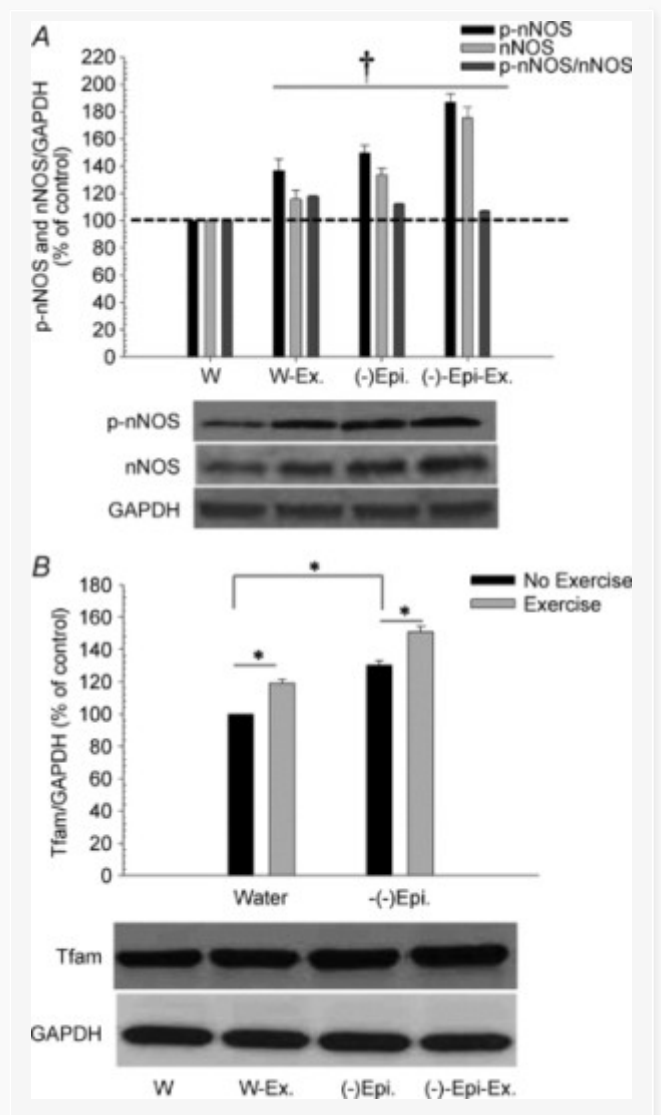 A
p-nNOS
nNOS
p-nNOS/nNOS
†
p-nNOS and nNOS/GAPDH
(% of control)
220
200
180
160
140
120
100
80
60
40
20
0
W W-Ex. (-)Epi. (-)-Epi-Ex.
p-nNOS
nNOS
GAPDH
B
No Exercise
Exercise
Tfam/GAPDH (% of control)
180
160
140
120
100
80
60
40
20
0
*
*
*
Water -(-)Epi.
Tfam
GAPDH
W W-Ex. (-)Epi. (-)-Epi-Ex.